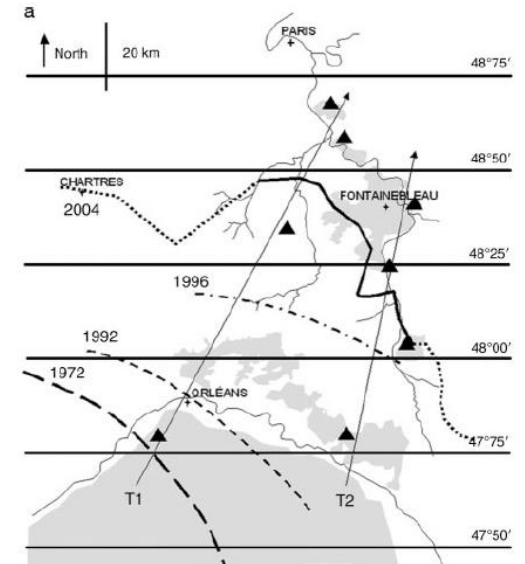 a
North
20 km
PARIS
48°75'
48°50'
CHARTRES
2004
FONTAINEBLEAU
48°25'
1996
1992
48°00'
1972
ORLÉANS
47°75'
T1
T2
47°50'